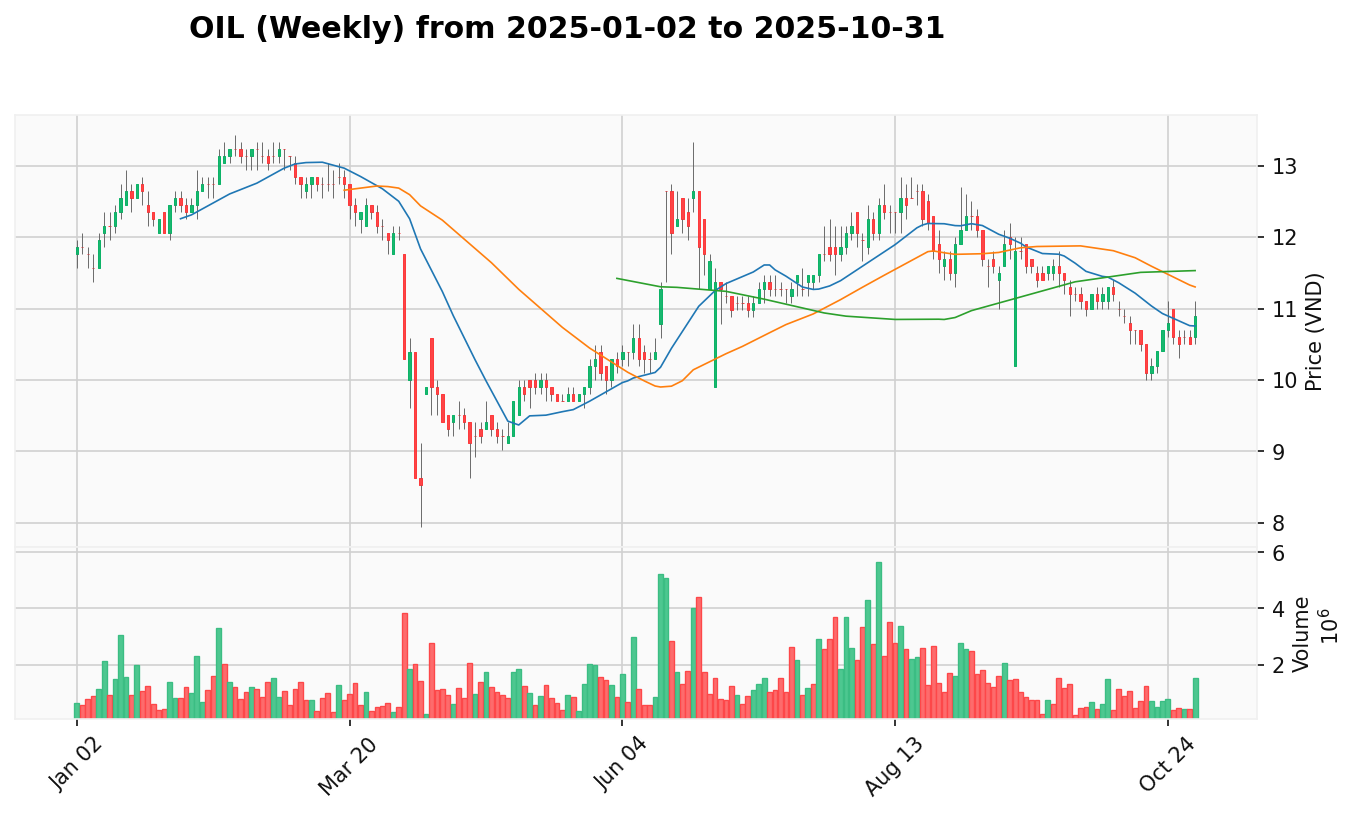 OIL (Weekly) from 2025-01-02 to 2025-10-31
13
12
11
10
9
8
Price (VND)
6
4
2
Volume
10^6
Jan 02
Mar 20
Jun 04
Aug 13
Oct 24